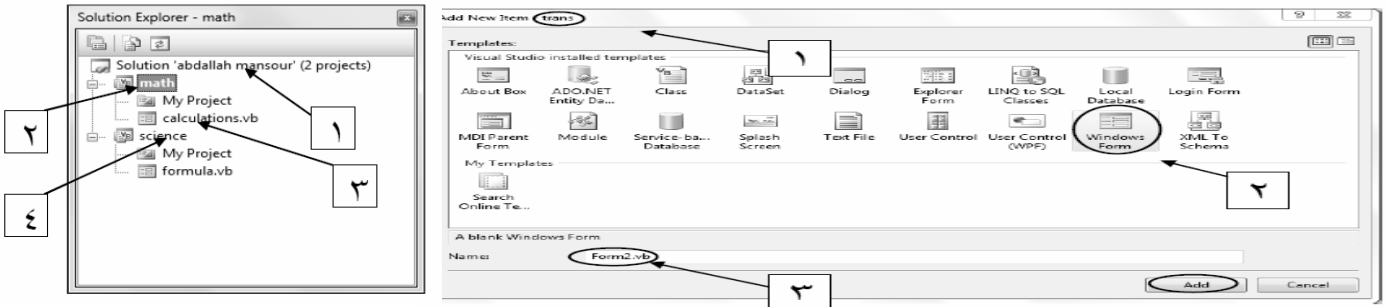 Solution Explorer - math
Solution 'abdallah mansour' (2 projects)
math
My Project
calculations.vb
science
My Project
formula.vb
١
٢
٣
٤
Add New Item trans
Templates:
Visual Studio installed templates
About Box
ADO.NET Entity Da...
Class
DataSet
Dialog
Explorer Form
LINQ to SQL Classes
Local Database
Login Form
MDI Parent Form
Module
Service-ba... Database
Splash Screen
Text File
User Control
User Control (WPF)
Windows Form
XML To Schema
My Templates
Search Online Te...
A blank Windows Form
Name: Form2.vb
Add
Cancel
١
٢
٣